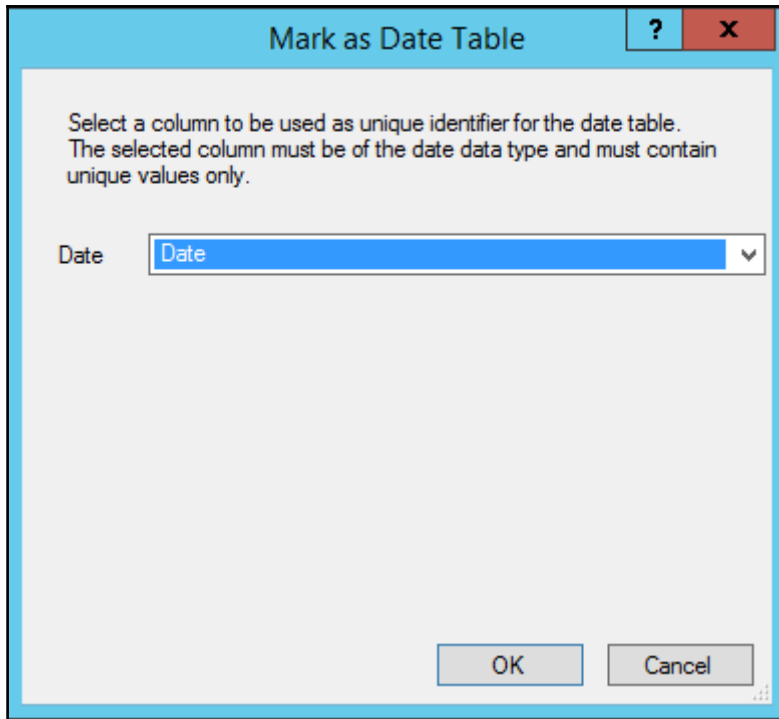 Mark as Date Table
?
x
Select a column to be used as unique identifier for the date table.
The selected column must be of the date data type and must contain
unique values only.
Date
Date
OK
Cancel